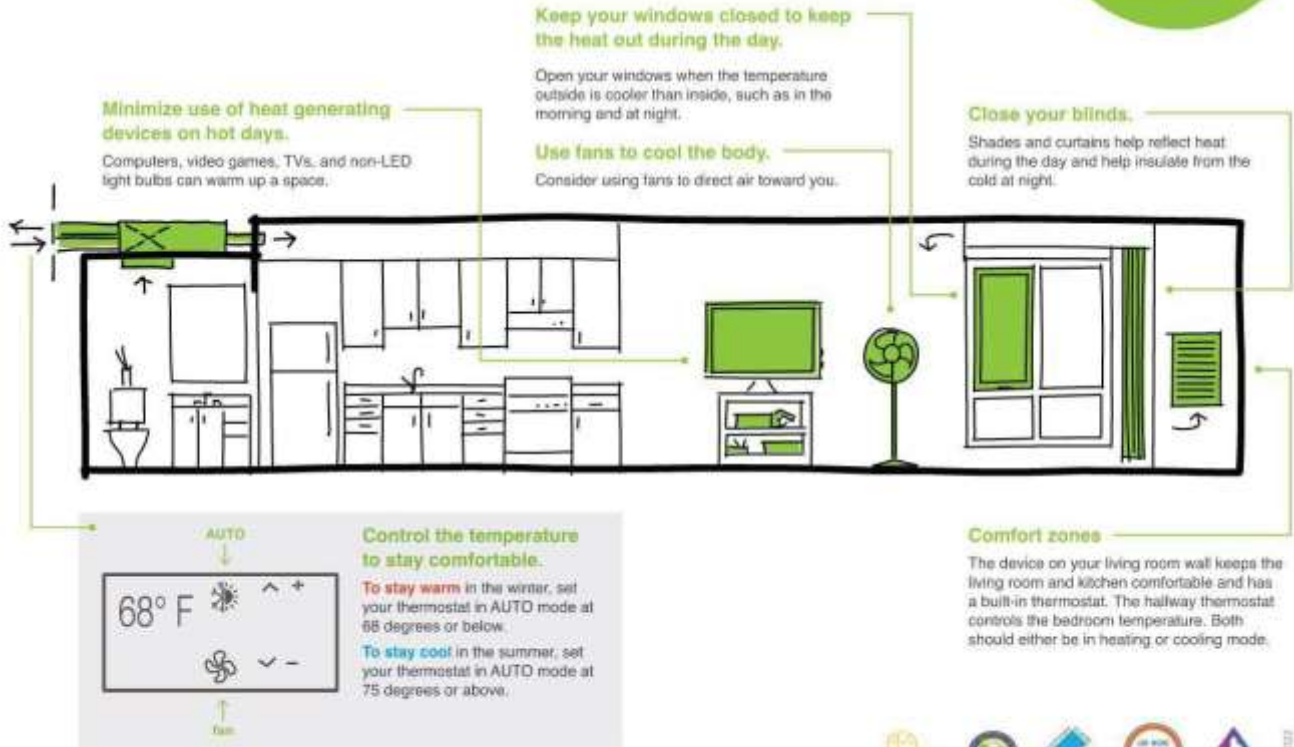 Keep your windows closed to keep
the heat out during the day.
Open your windows when the temperature
outside is cooler than inside, such as in the
morning and at night.
Minimize use of heat generating
devices on hot days.
Computers, video games, TVs, and non-LED
light bulbs can warm up a space.
Use fans to cool the body.
Consider using fans to direct air toward you.
Close your blinds.
Shades and curtains help reflect heat
during the day and help insulate from the
cold at night.
AUTO
68° F
+
-
fan
Control the temperature
to stay comfortable.
To stay warm in the winter, set
your thermostat in AUTO mode at
68 degrees or below.
To stay cool in the summer, set
your thermostat in AUTO mode at
75 degrees or above.
Comfort zones
The device on your living room wall keeps the
living room and kitchen comfortable and has
a built-in thermostat. The hallway thermostat
controls the bedroom temperature. Both
should either be in heating or cooling mode.